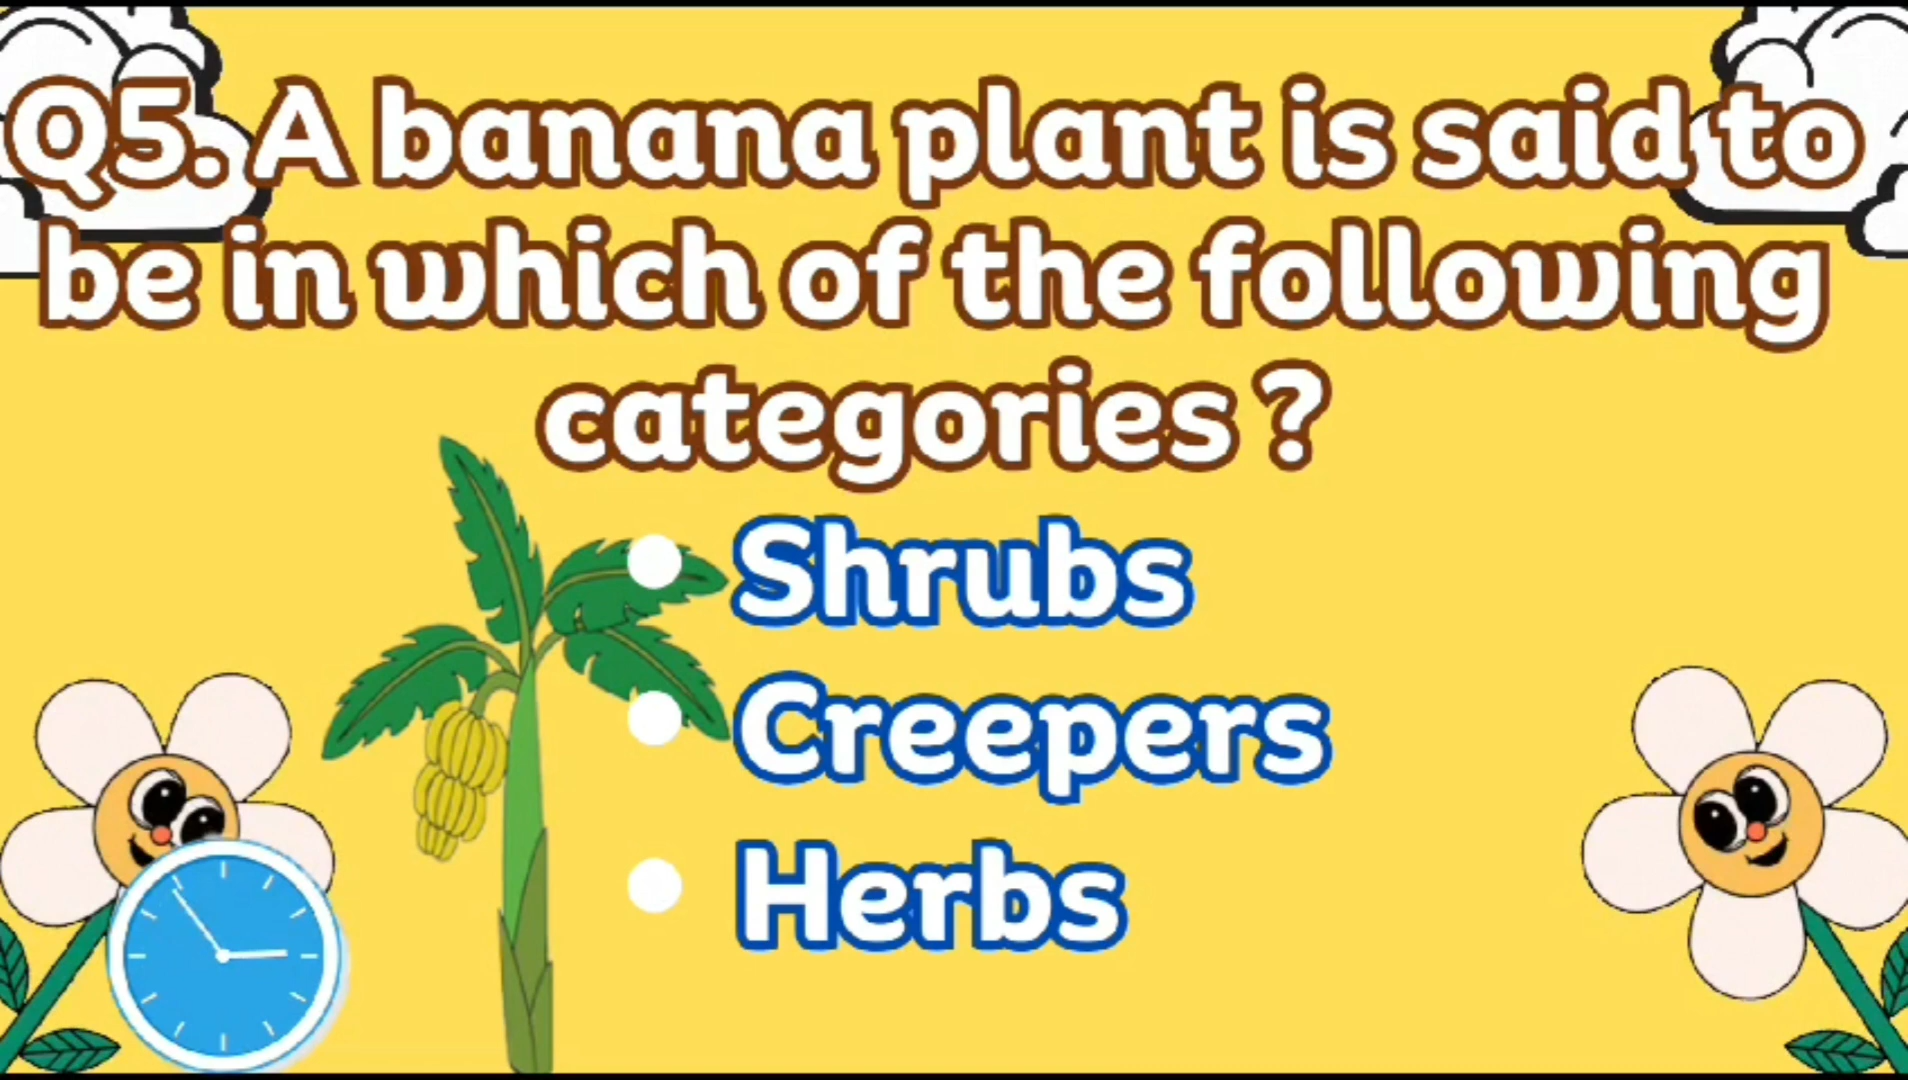 Q5. A banana plant is said to
be in which of the following
categories ?
• Shrubs
• Creepers
• Herbs